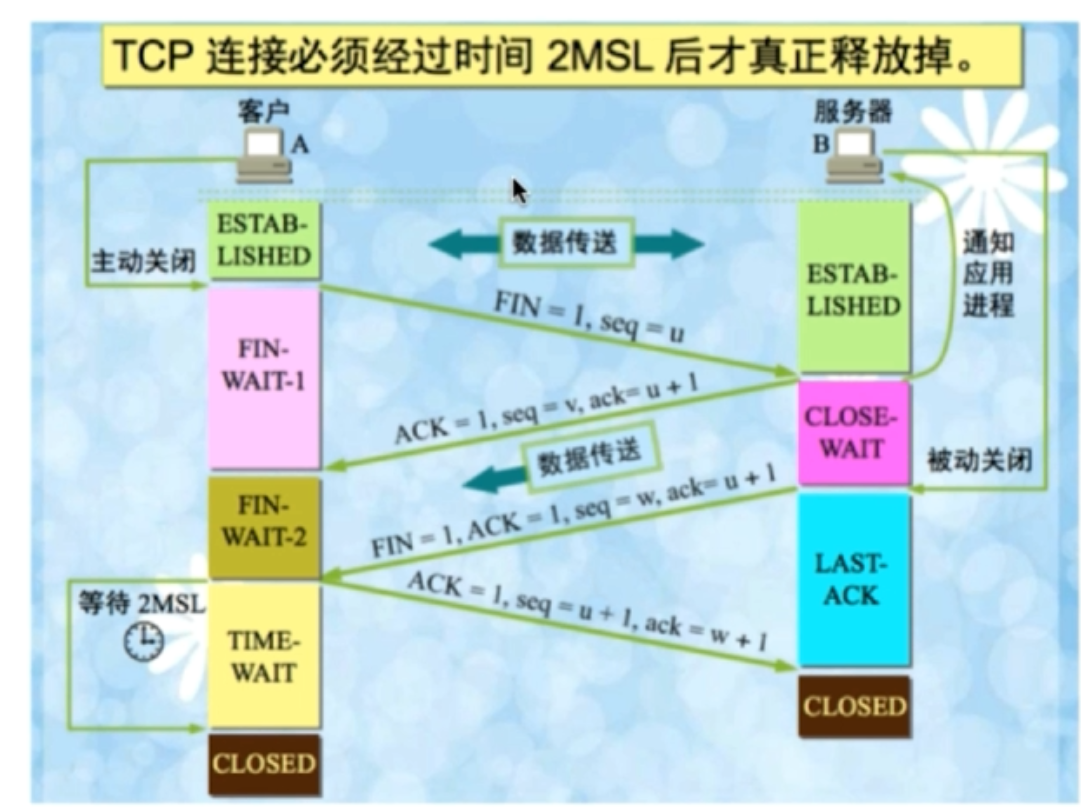 TCP 连接必须经过时间 2MSL 后才真正释放掉。
客户
A
服务器
B
ESTAB-
LISHED
主动关闭
数据传送
ESTAB-
LISHED
通知
应用
进程
FIN = 1, seq = u
FIN-
WAIT-1
ACK = 1, seq = v, ack= u + 1
CLOSE-
WAIT
数据传送
被动关闭
FIN-
WAIT-2
FIN = 1, ACK = 1, seq = w, ack= u + 1
LAST-
ACK
等待 2MSL
ACK = 1, seq = u + 1, ack = w + 1
TIME-
WAIT
CLOSED
CLOSED